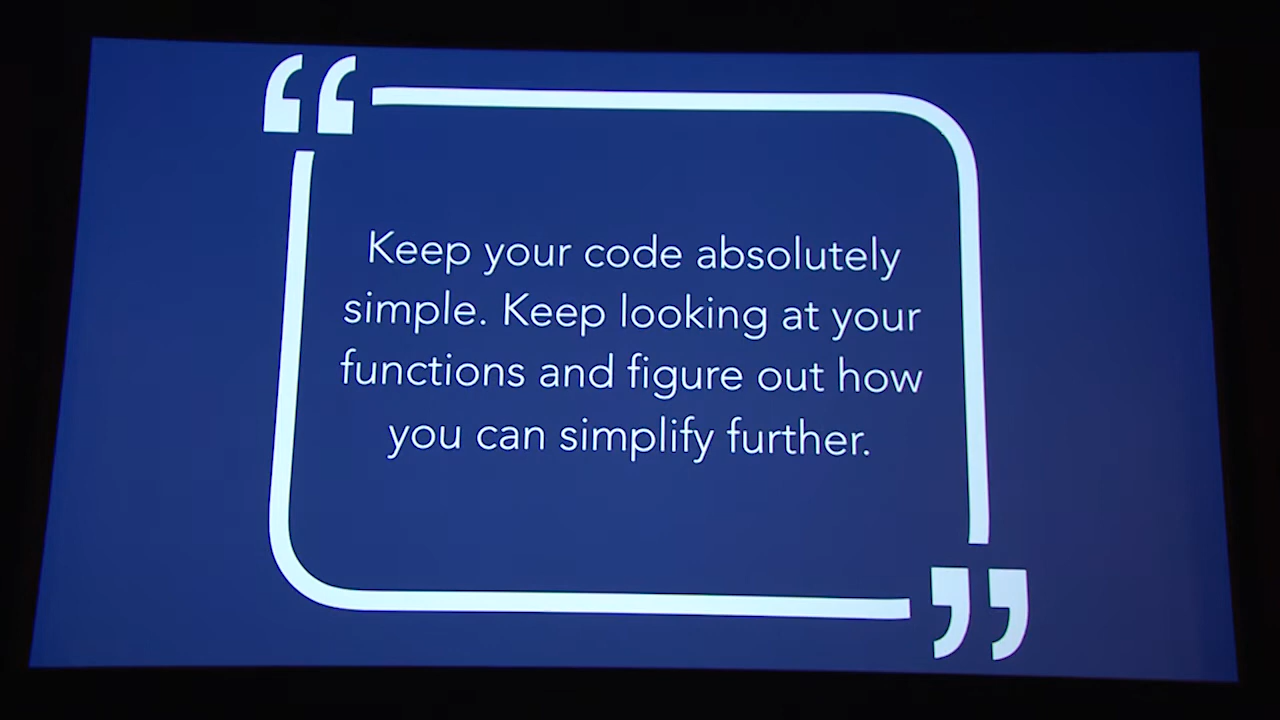 “
Keep your code absolutely
simple. Keep looking at your
functions and figure out how
you can simplify further.
”